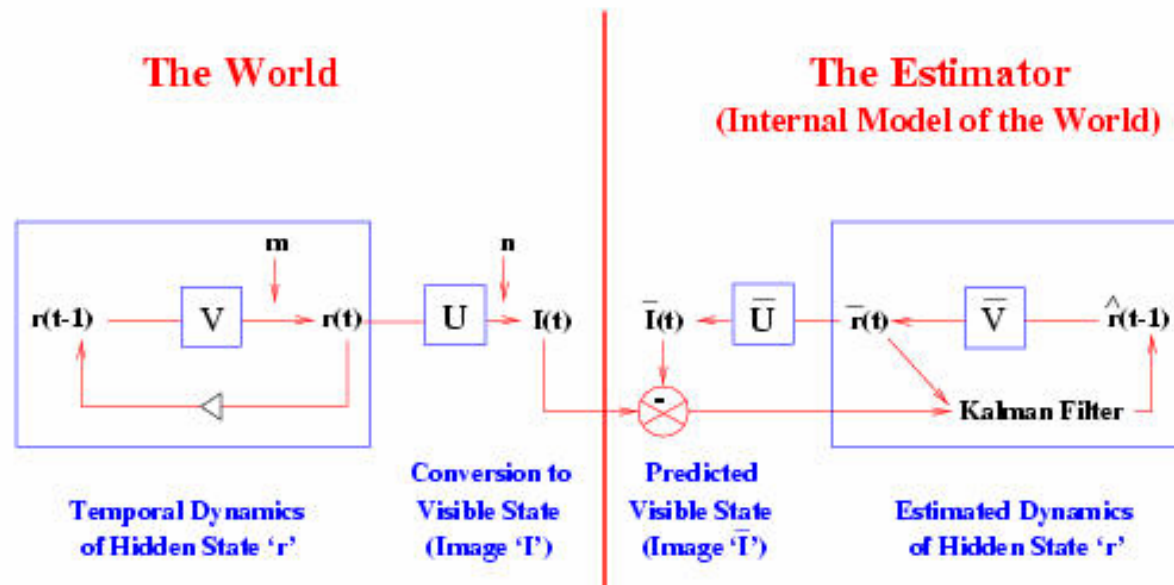 The World
The Estimator
(Internal Model of the World)
m
n
r(t-1)
V
r(t)
U
I(t)
I̅(t)
U̅
r̅(t)
V̅
r̂(t-1)
-
Kalman Filter
Temporal Dynamics
of Hidden State ‘r’
Conversion to
Visible State
(Image ‘I’)
Predicted
Visible State
(Image ‘I̅’)
Estimated Dynamics
of Hidden State ‘r’